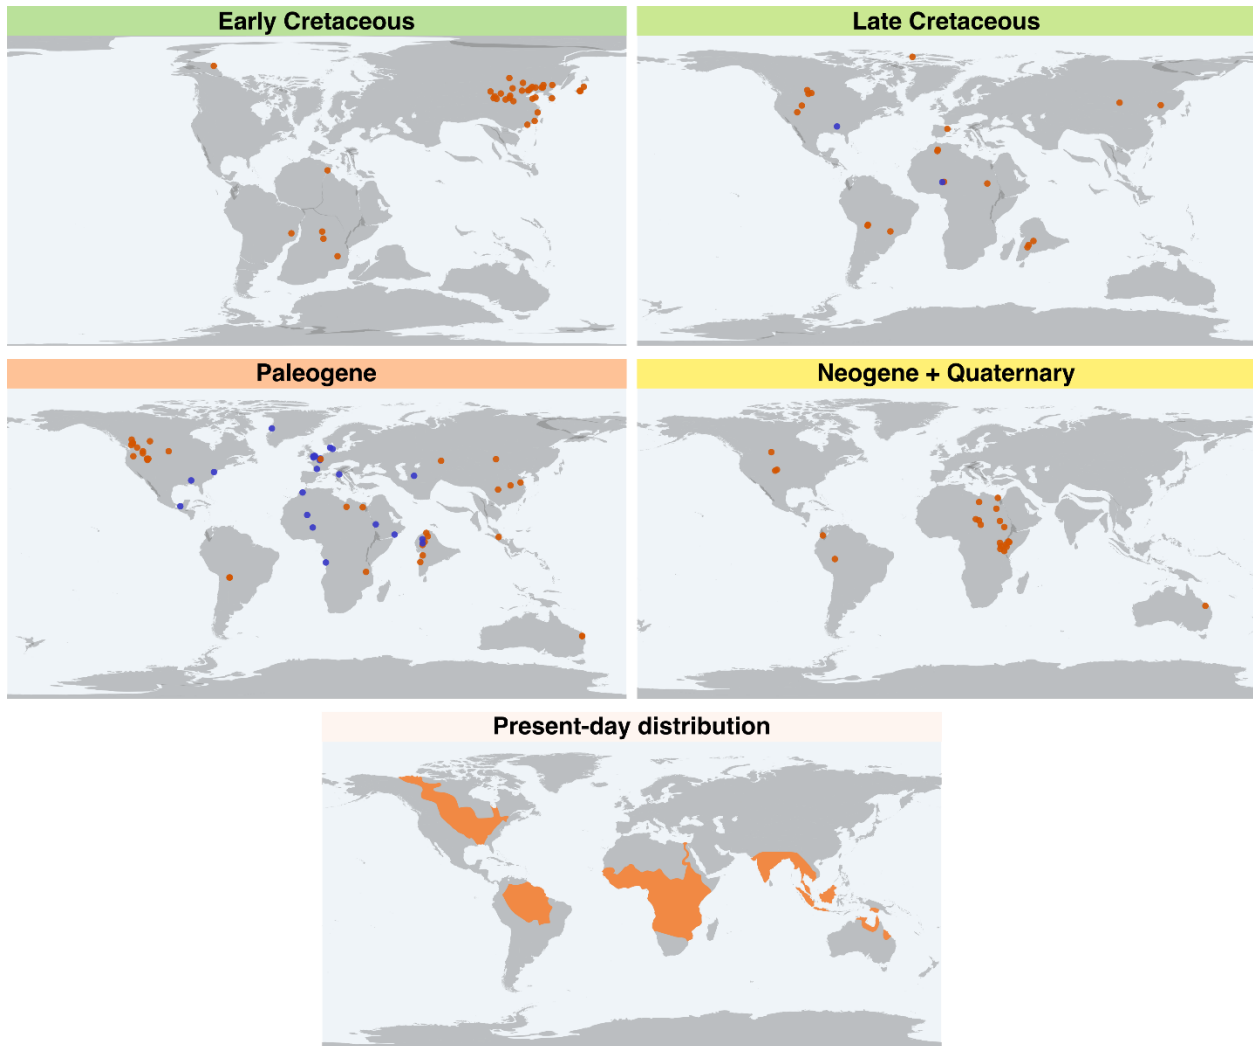 Early Cretaceous
Late Cretaceous
Paleogene
Neogene + Quaternary
Present-day distribution